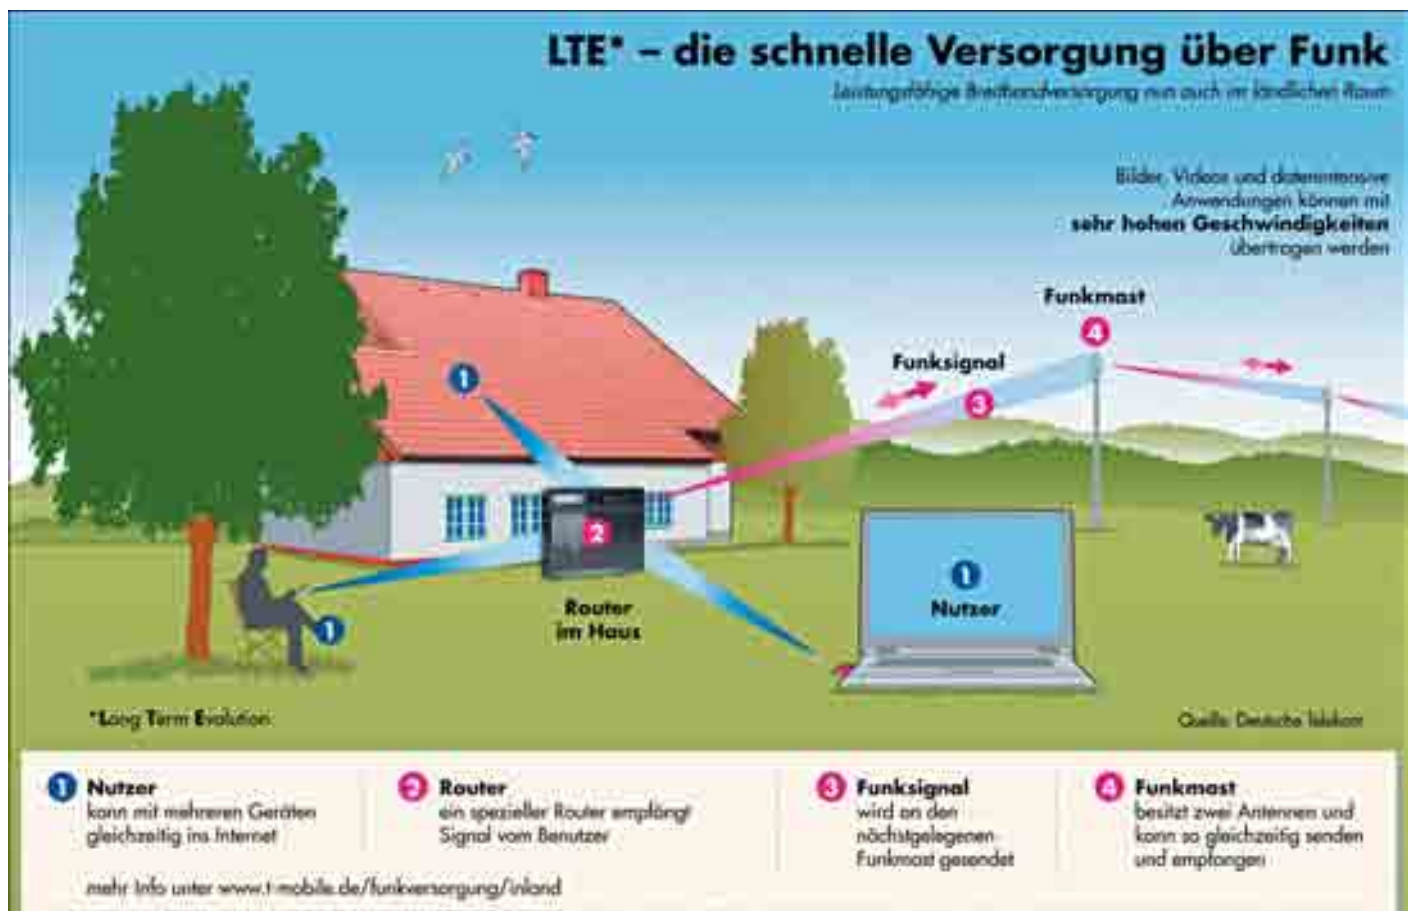 LTE* – die schnelle Versorgung über Funk
Leistungsfähige Breitbandversorgung nun auch im ländlichen Raum
Bilder, Videos und datenintensive
Anwendungen können mit
sehr hohen Geschwindigkeiten
übertragen werden
Funkmast
4
Funksignal
3
1
2
Router
im Haus
1
Nutzer
1
*Long Term Evolution
Quelle: Deutsche Telekom
1 Nutzer
kann mit mehreren Geräten
gleichzeitig ins Internet
2 Router
ein spezieller Router empfängt
Signal vom Benutzer
3 Funksignal
wird an den
nächstgelegenen
Funkmast gesendet
4 Funkmast
besitzt zwei Antennen und
kann so gleichzeitig senden
und empfangen
mehr Info unter www.t-mobile.de/funkversorgung/inland